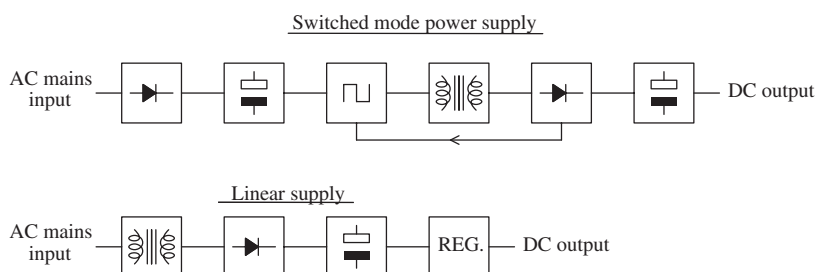 Switched mode power supply
AC mains
input
DC output
Linear supply
AC mains
input
REG.
DC output